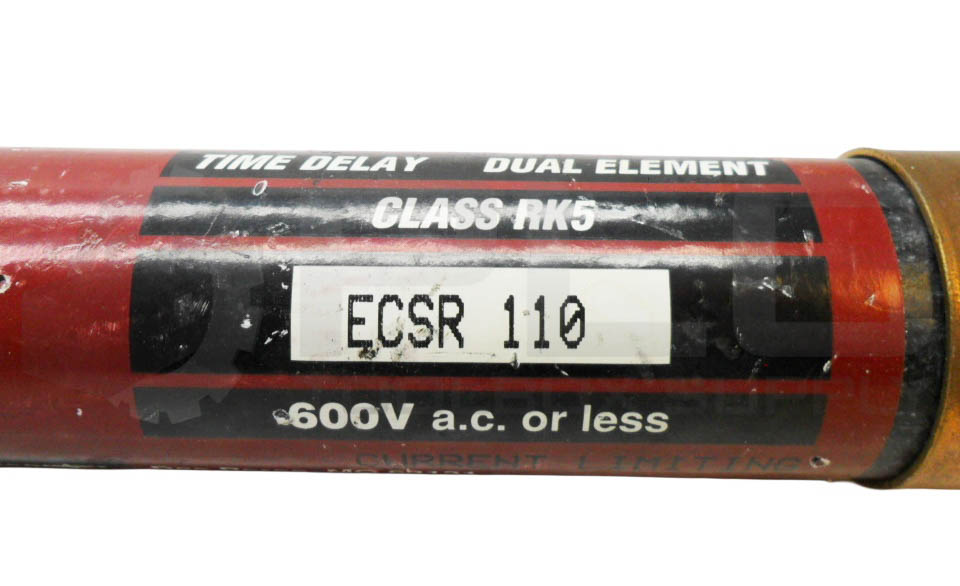 TIME DELAY DUAL ELEMENT
CLASS RK5
ECSR 110
600V a.c. or less
CURRENT LIMITING